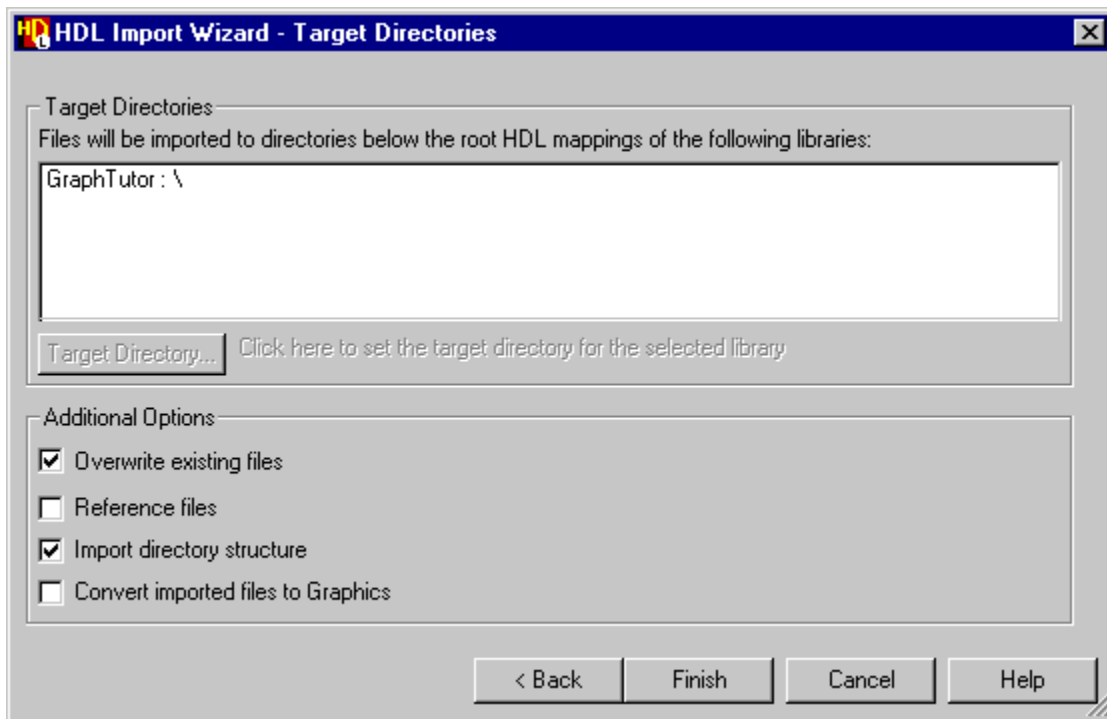 HDL Import Wizard - Target Directories
Target Directories
Files will be imported to directories below the root HDL mappings of the following libraries:
GraphTutor : \
Target Directory... Click here to set the target directory for the selected library
Additional Options
Overwrite existing files
Reference files
Import directory structure
Convert imported files to Graphics
< Back Finish Cancel Help